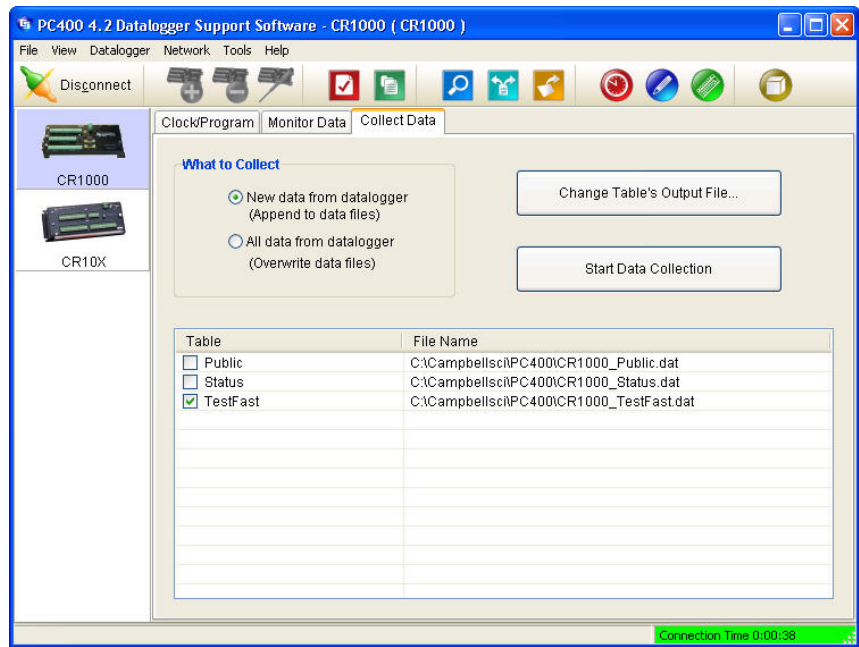 PC400 4.2 Datalogger Support Software - CR1000 ( CR1000 )
File View Datalogger Network Tools Help
Disconnect
Clock/Program Monitor Data Collect Data
CR1000
CR10X
What to Collect
New data from datalogger
(Append to data files)
All data from datalogger
(Overwrite data files)
Change Table's Output File...
Start Data Collection
Table File Name
Public C:\Campbellsci\PC400\CR1000_Public.dat
Status C:\Campbellsci\PC400\CR1000_Status.dat
TestFast C:\Campbellsci\PC400\CR1000_TestFast.dat
Connection Time 0:00:38